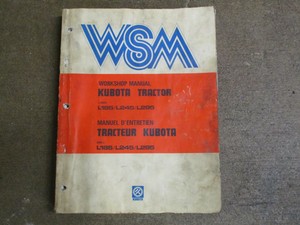 WSM
WORKSHOP MANUAL
KUBOTA TRACTOR
MANUEL D'ENTRETIEN
TRACTEUR KUBOTA